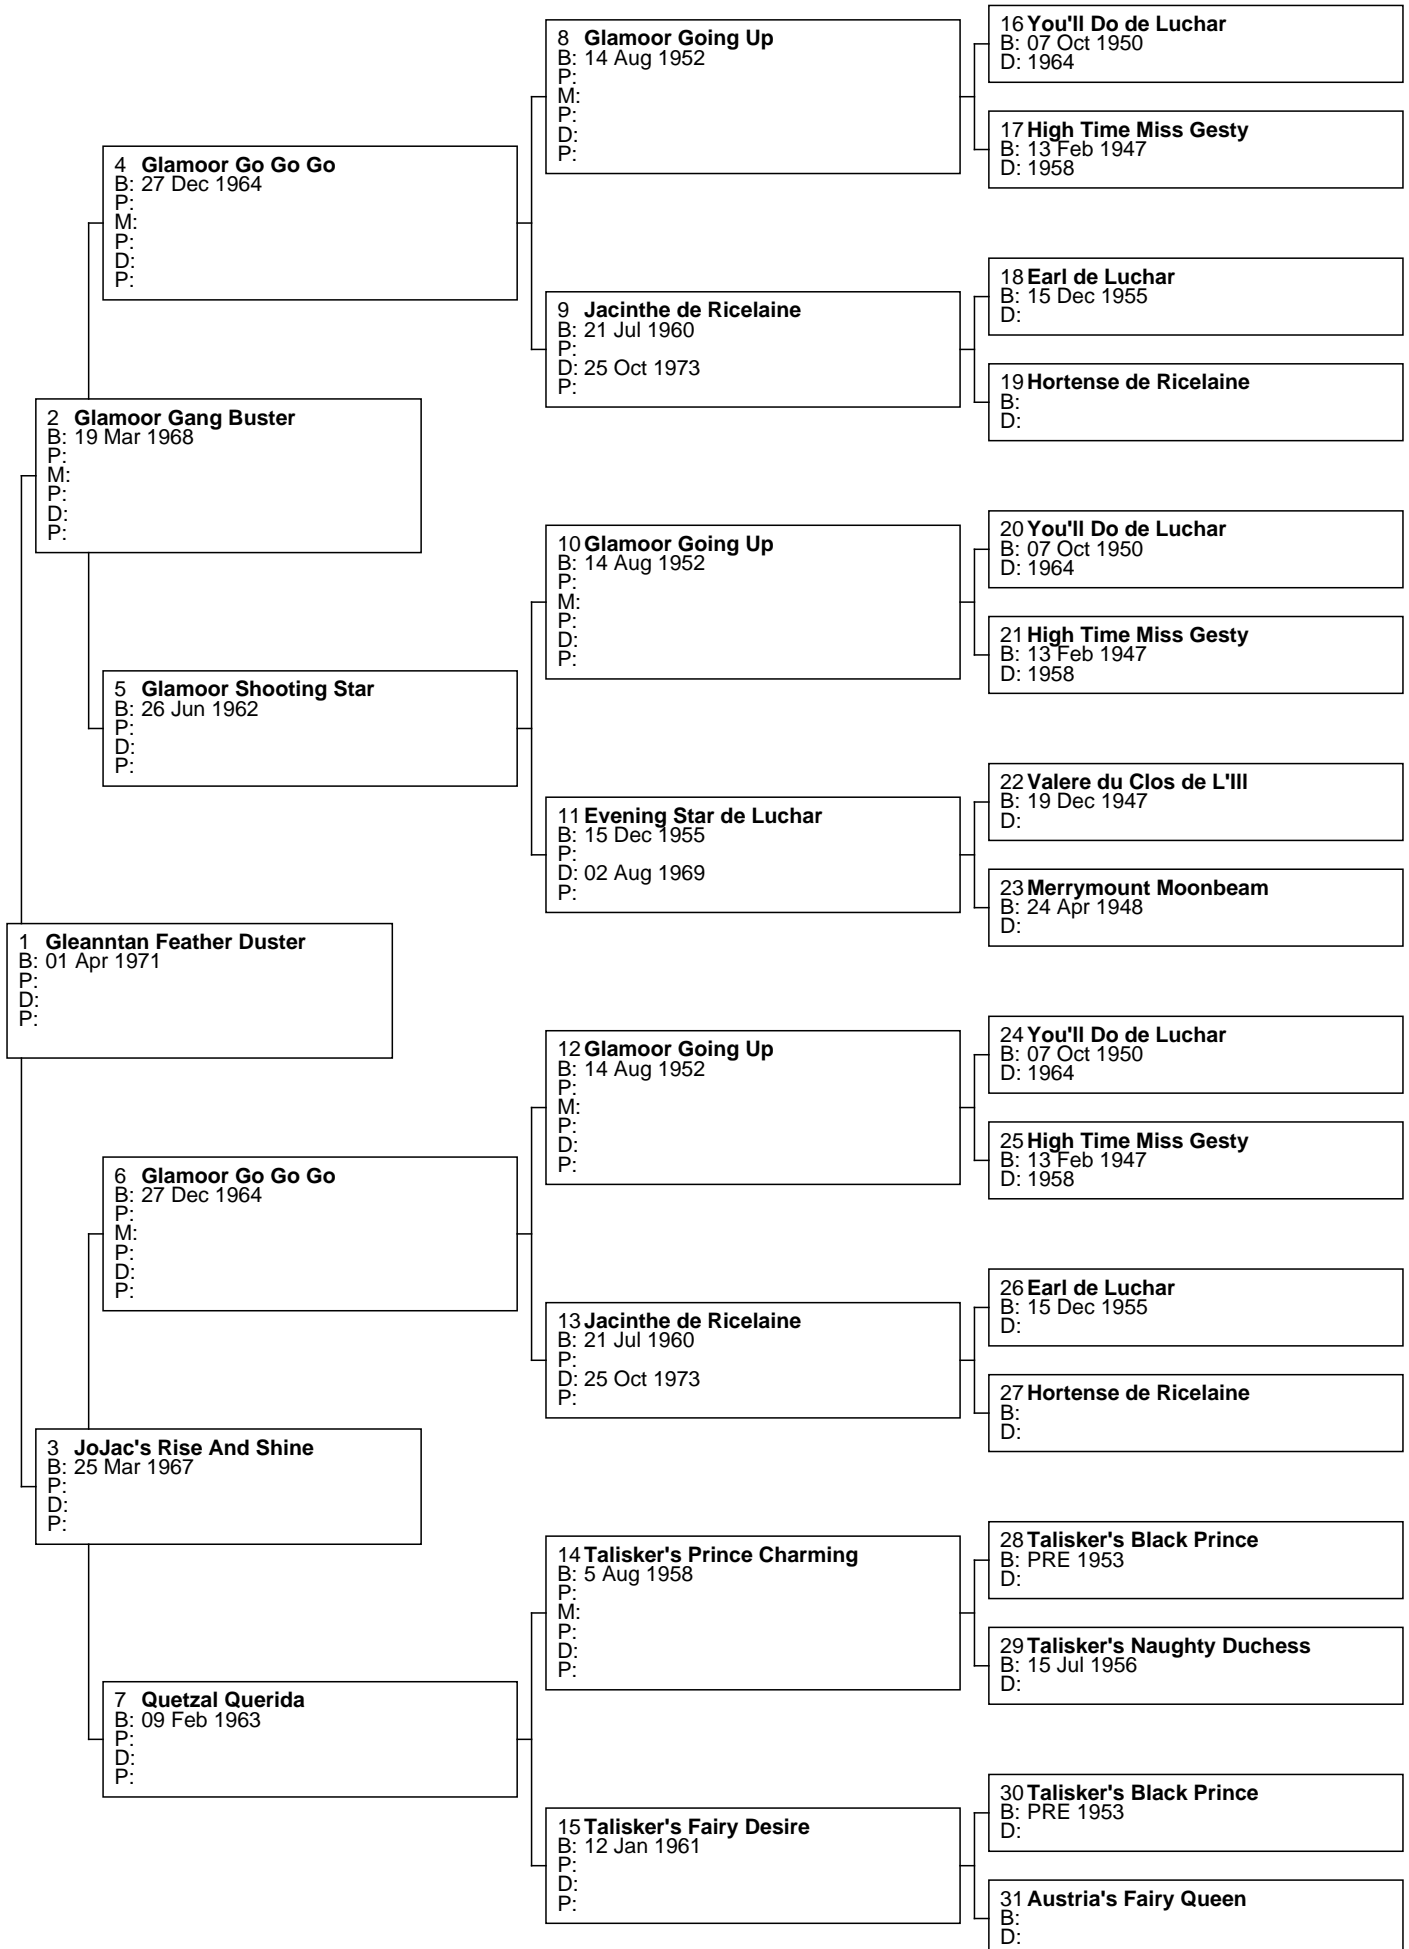 8 Glamoor Going Up
B: 14 Aug 1952
P:
M:
P:
D:
P:
16 You'll Do de Luchar
B: 07 Oct 1950
D: 1964
17 High Time Miss Gesty
B: 13 Feb 1947
D: 1958
4 Glamoor Go Go Go
B: 27 Dec 1964
P:
M:
P:
D:
P:
18 Earl de Luchar
B: 15 Dec 1955
D:
9 Jacinthe de Ricelaine
B: 21 Jul 1960
P:
D: 25 Oct 1973
P:
19 Hortense de Ricelaine
B:
D:
2 Glamoor Gang Buster
B: 19 Mar 1968
P:
M:
P:
D:
P:
20 You'll Do de Luchar
B: 07 Oct 1950
D: 1964
10 Glamoor Going Up
B: 14 Aug 1952
P:
M:
P:
D:
P:
21 High Time Miss Gesty
B: 13 Feb 1947
D: 1958
5 Glamoor Shooting Star
B: 26 Jun 1962
P:
D:
P:
22 Valere du Clos de L'Ill
B: 19 Dec 1947
D:
11 Evening Star de Luchar
B: 15 Dec 1955
P:
D: 02 Aug 1969
P:
23 Merrymount Moonbeam
B: 24 Apr 1948
D:
1 Gleanntan Feather Duster
B: 01 Apr 1971
P:
D:
P:
24 You'll Do de Luchar
B: 07 Oct 1950
D: 1964
12 Glamoor Going Up
B: 14 Aug 1952
P:
M:
P:
D:
P:
25 High Time Miss Gesty
B: 13 Feb 1947
D: 1958
6 Glamoor Go Go Go
B: 27 Dec 1964
P:
M:
P:
D:
P:
26 Earl de Luchar
B: 15 Dec 1955
D:
13 Jacinthe de Ricelaine
B: 21 Jul 1960
P:
D: 25 Oct 1973
P:
27 Hortense de Ricelaine
B:
D:
3 JoJac's Rise And Shine
B: 25 Mar 1967
P:
D:
P:
28 Talisker's Black Prince
B: PRE 1953
D:
14 Talisker's Prince Charming
B: 5 Aug 1958
P:
M:
P:
D:
P:
29 Talisker's Naughty Duchess
B: 15 Jul 1956
D:
7 Quetzal Querida
B: 09 Feb 1963
P:
D:
P:
30 Talisker's Black Prince
B: PRE 1953
D:
15 Talisker's Fairy Desire
B: 12 Jan 1961
P:
D:
P:
31 Austria's Fairy Queen
B:
D: